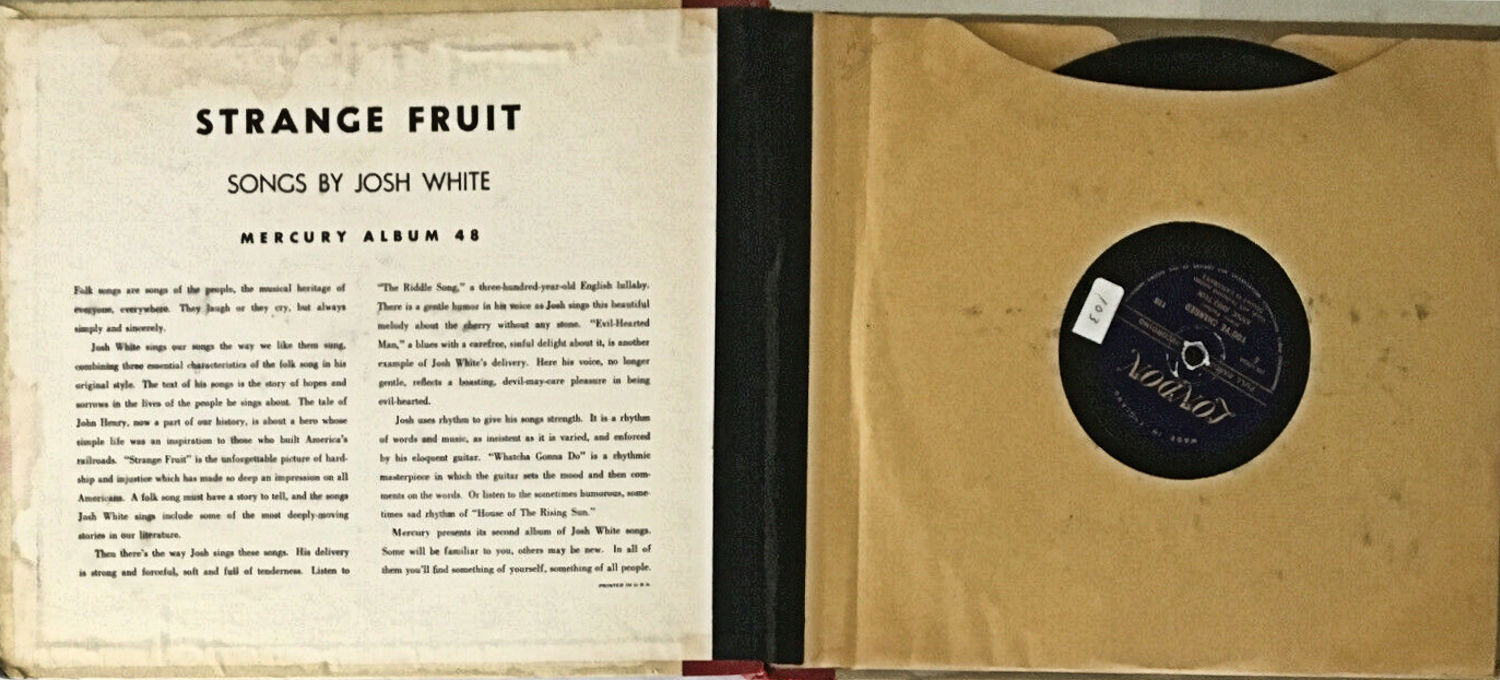 STRANGE FRUIT
SONGS BY JOSH WHITE
MERCURY ALBUM 48
Folk songs are songs of the people, the musical heritage of
everyone, everywhere. They laugh or they cry, but always
simply and sincerely.
Josh White sings our songs the way we like them sung,
combining three essential characteristics of the folk song in his
original style. The text of his songs is the story of hopes and
sorrows in the lives of the people he sings about. The tale of
John Henry, now a part of our history, is about a hero whose
simple life was an inspiration to those who built America's
railroads. "Strange Fruit" is the unforgettable picture of hard-
ship and injustice which has made so deep an impression on all
Americans. A folk song must have a story to tell, and the songs
Josh White sings include some of the most deeply-moving
stories in our literature.
Then there's the way Josh sings these songs. His delivery
is strong and forceful, soft and full of tenderness. Listen to
"The Riddle Song," a three-hundred-year-old English lullaby.
There is a gentle humor in his voice as Josh sings this beautiful
melody about the cherry without any stone. "Evil-Hearted
Man," a blues with a carefree, sinful delight about it, is another
example of Josh White's delivery. Here his voice, no longer
gentle, reflects a boasting, devil-may-care pleasure in being
evil-hearted.
Josh uses rhythm to give his songs strength. It is a rhythm
of words and music, as insistent as it is varied, and enforced
by his eloquent guitar. "Whatcha Gonna Do" is a rhythmic
masterpiece in which the guitar sets the mood and then com-
ments on the words. Or listen to the sometimes humorous, some-
times sad rhythm of "House of The Rising Sun."
Mercury presents its second album of Josh White songs.
Some will be familiar to you, others may be new. In all of
them you'll find something of yourself, something of all people.
PRINTED IN U.S.A.
103
MADE IN ENGLAND
LONDON
FULL RECORDING
YOU'VE CHANGED
118